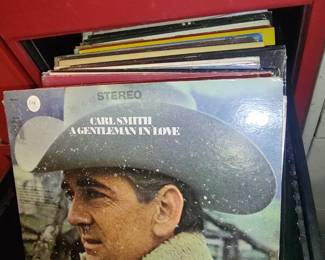 STEREO
CARL SMITH
A GENTLEMAN IN LOVE